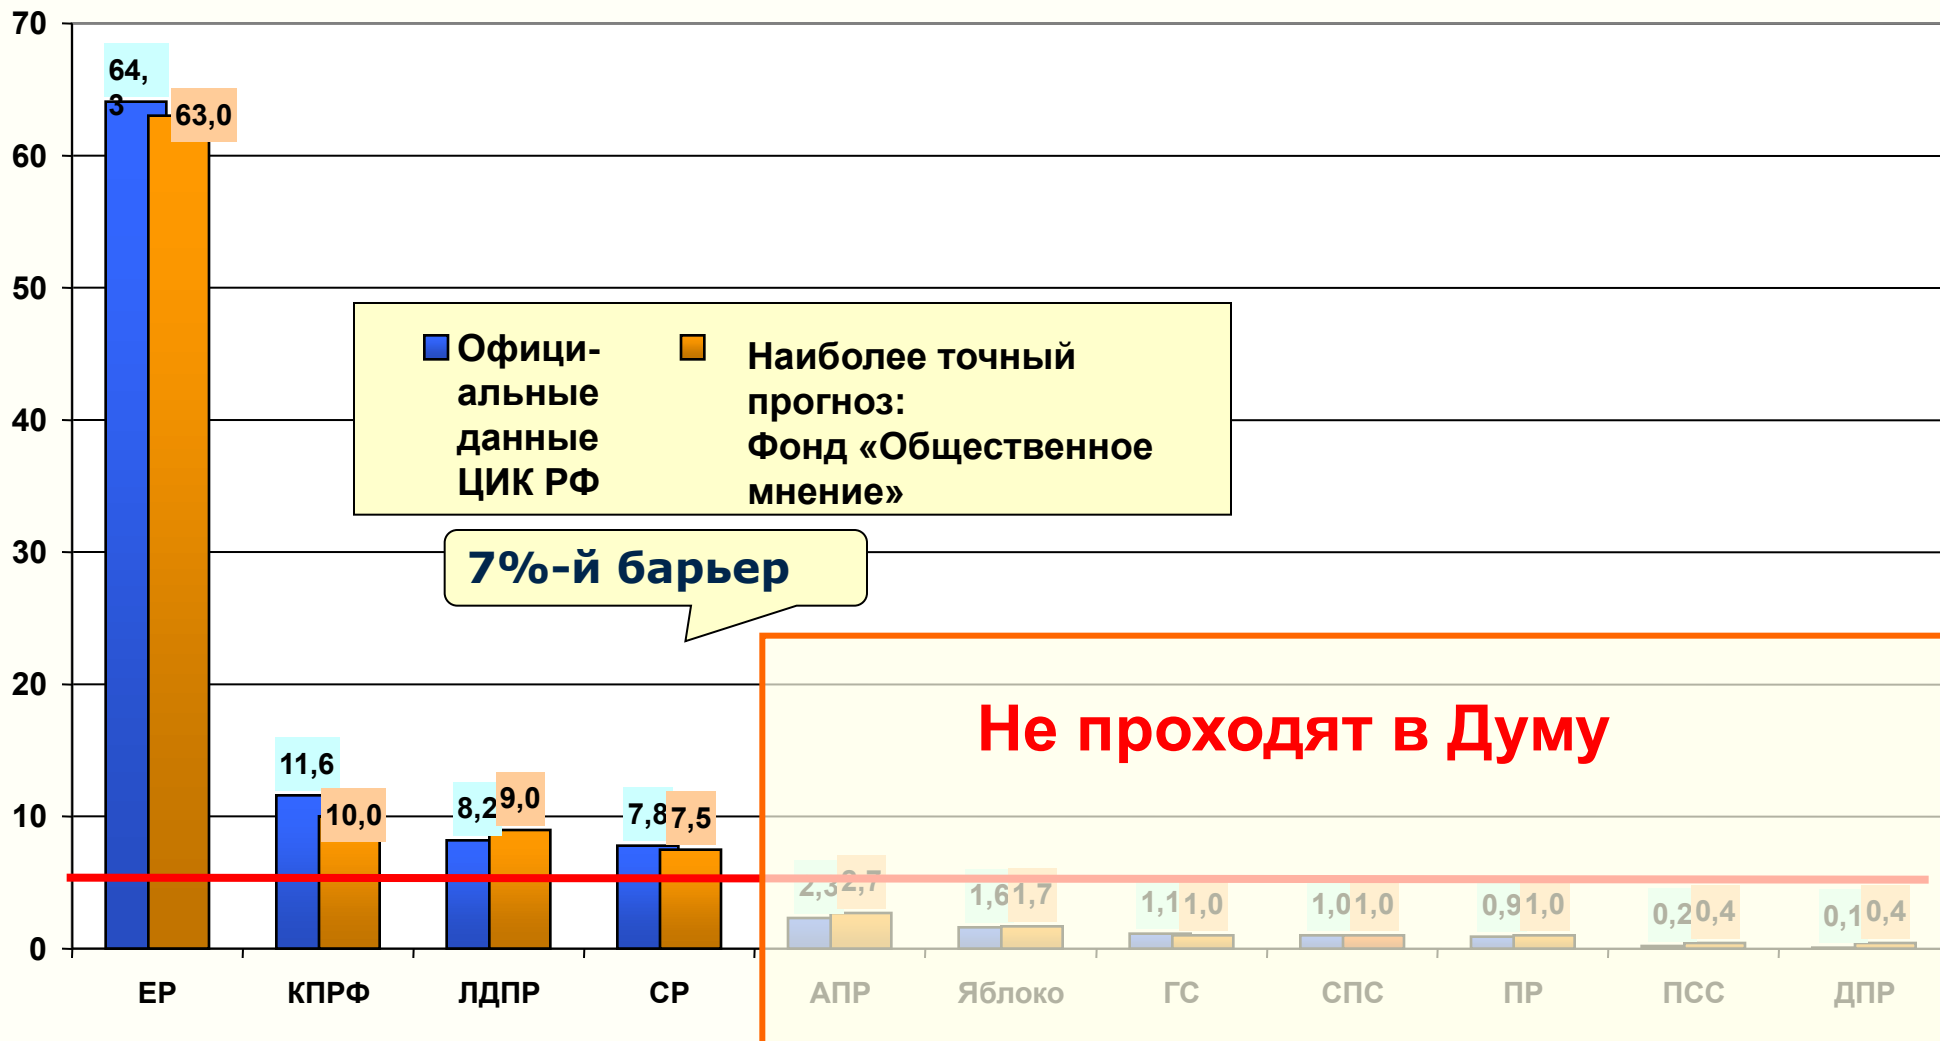 70
60
50
40
30
20
10
0
64,
3
63,0
Офици-
альные
данные
ЦИК РФ
Наиболее точный
прогноз:
Фонд «Общественное
мнение»
7%-й барьер
Не проходят в Думу
11,6
10,0
8,2
9,0
7,8
7,5
2,3
2,7
1,6
1,7
1,1
1,0
1,0
1,0
0,9
1,0
0,2
0,4
0,1
0,4
ЕР
КПРФ
ЛДПР
СР
АПР
Яблоко
ГС
СПС
ПР
ПСС
ДПР